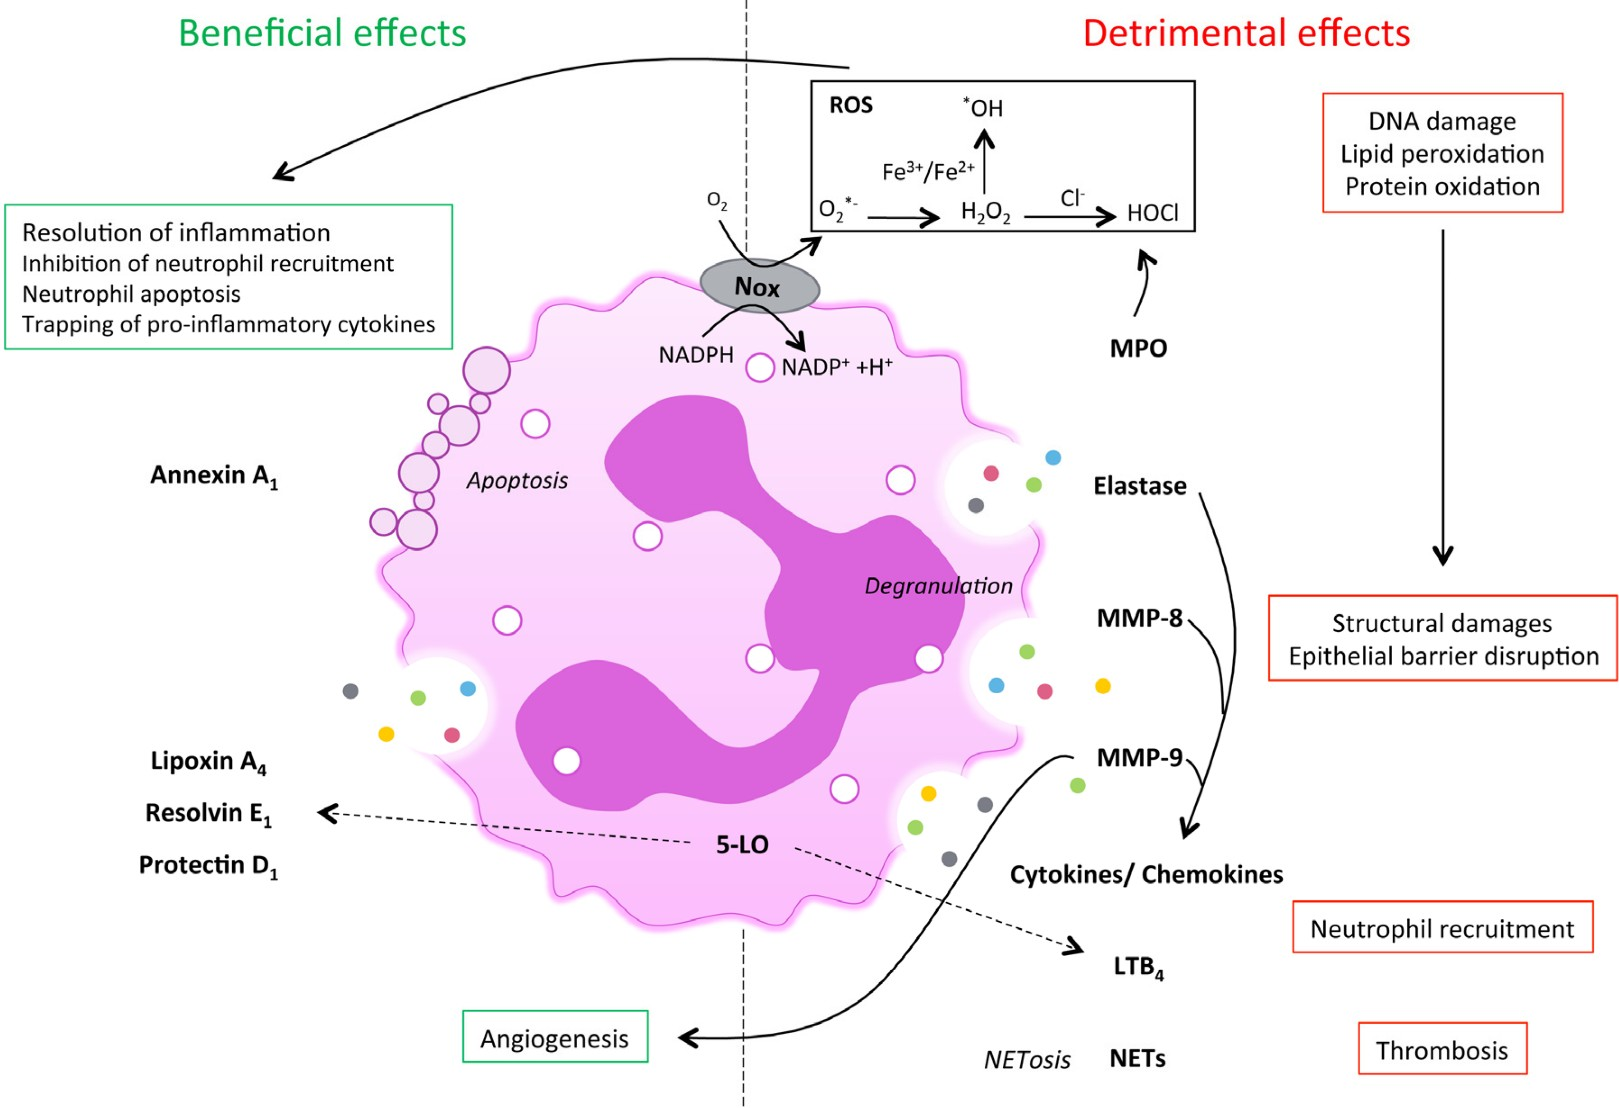 Beneficial effects
Detrimental effects
ROS
*OH
Fe³⁺/Fe²⁺
O₂*⁻
H₂O₂
Cl⁻
HOCl
DNA damage
Lipid peroxidation
Protein oxidation
O₂
Resolution of inflammation
Inhibition of neutrophil recruitment
Neutrophil apoptosis
Trapping of pro-inflammatory cytokines
Nox
NADPH
NADP⁺ +H⁺
MPO
Annexin A₁
Apoptosis
Elastase
Degranulation
MMP-8
Structural damages
Epithelial barrier disruption
MMP-9
Lipoxin A₄
Resolvin E₁
Protectin D₁
5-LO
Cytokines/ Chemokines
Neutrophil recruitment
LTB₄
Angiogenesis
NETosis
NETs
Thrombosis